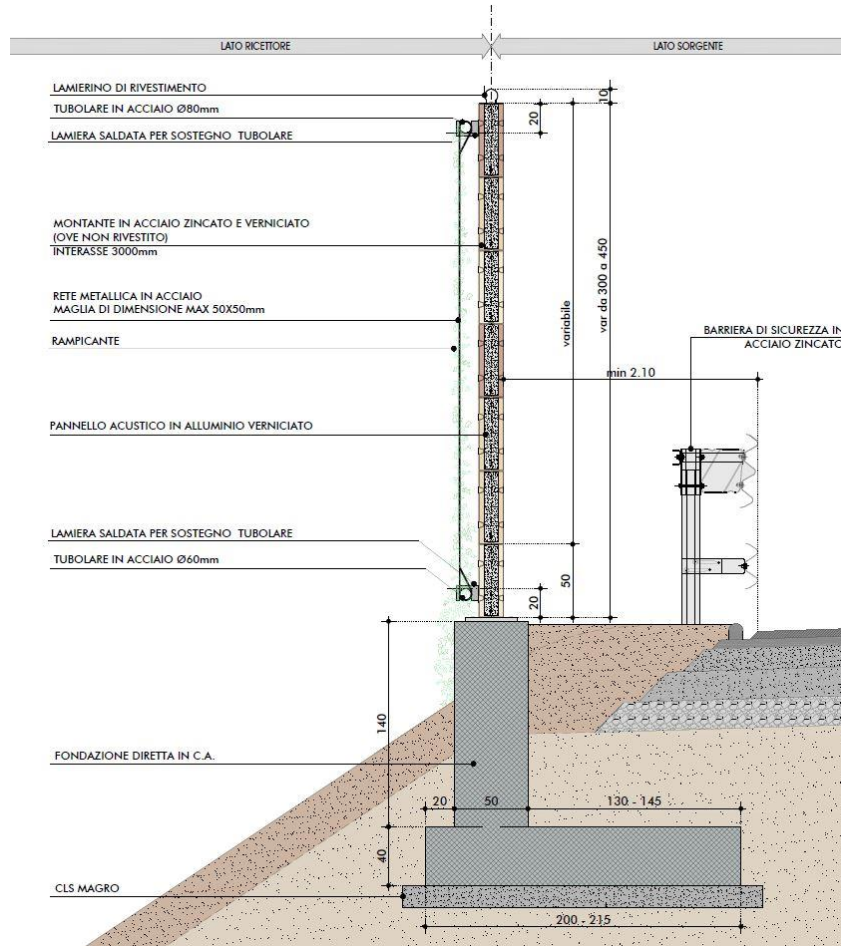 LATO RICETTORE
LATO SORGENTE
LAMIERINO DI RIVESTIMENTO
TUBOLARE IN ACCIAIO Ø80mm
LAMIERA SALDATA PER SOSTEGNO TUBOLARE
10
20
MONTANTE IN ACCIAIO ZINCATO E VERNICIATO
(OVE NON RIVESTITO)
INTERASSE 3000mm
RETE METALLICA IN ACCIAIO
MAGLIA DI DIMENSIONE MAX 50X50mm
RAMPICANTE
variabile
var da 300 a 450
BARRIERA DI SICUREZZA IN
ACCIAIO ZINCATO
min 2.10
PANNELLO ACUSTICO IN ALLUMINIO VERNICIATO
LAMIERA SALDATA PER SOSTEGNO TUBOLARE
TUBOLARE IN ACCIAIO Ø60mm
50
20
140
FONDAZIONE DIRETTA IN C.A.
20
50
130 - 145
40
CLS MAGRO
200 - 215